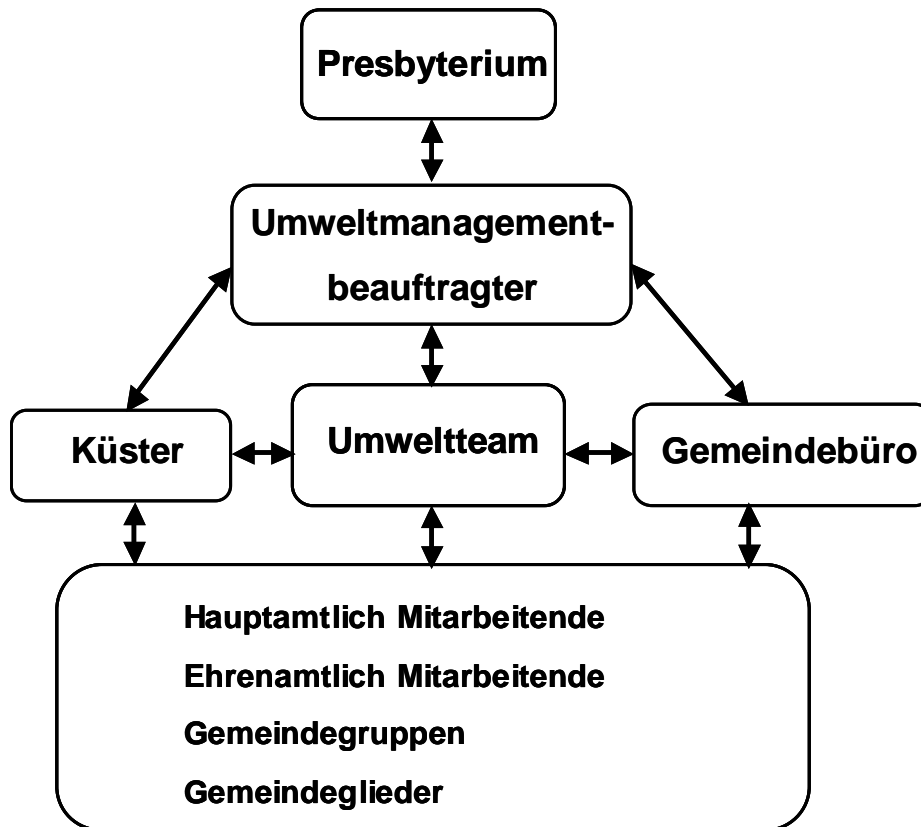 Presbyterium
Umweltmanagement-
beauftragter
Küster
Umweltteam
Gemeindebüro
Hauptamtlich Mitarbeitende
Ehrenamtlich Mitarbeitende
Gemeindegruppen
Gemeindeglieder